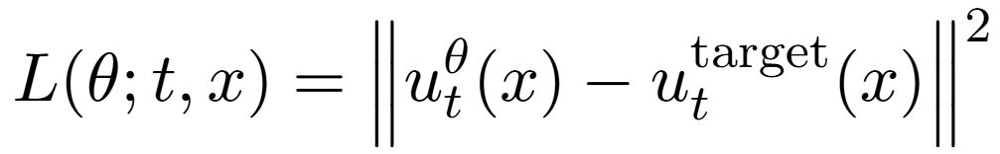 L(θ; t, x) = ‖u_t^θ(x) − u_t^target(x)‖²